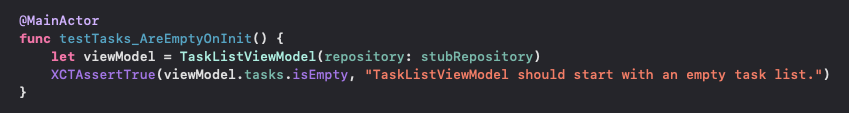 @MainActor
func testTasks_AreEmptyOnInit() {
    let viewModel = TaskListViewModel(repository: stubRepository)
    XCTAssertTrue(viewModel.tasks.isEmpty, "TaskListViewModel should start with an empty task list.")
}